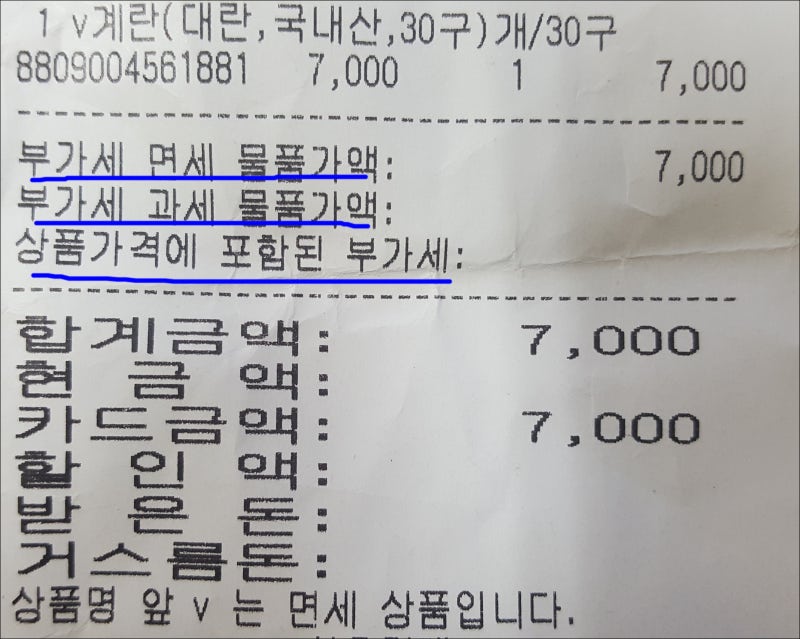 1 v계란(대란,국내산,30구)개/30구
8809004561881 7,000 1 7,000
부가세 면세 물품가액: 7,000
부가세 과세 물품가액:
상품가격에 포함된 부가세:
합계금액: 7,000
현금액:
카드금액: 7,000
할인액:
받은돈:
거스름돈:
상품명 앞 v 는 면세 상품입니다.